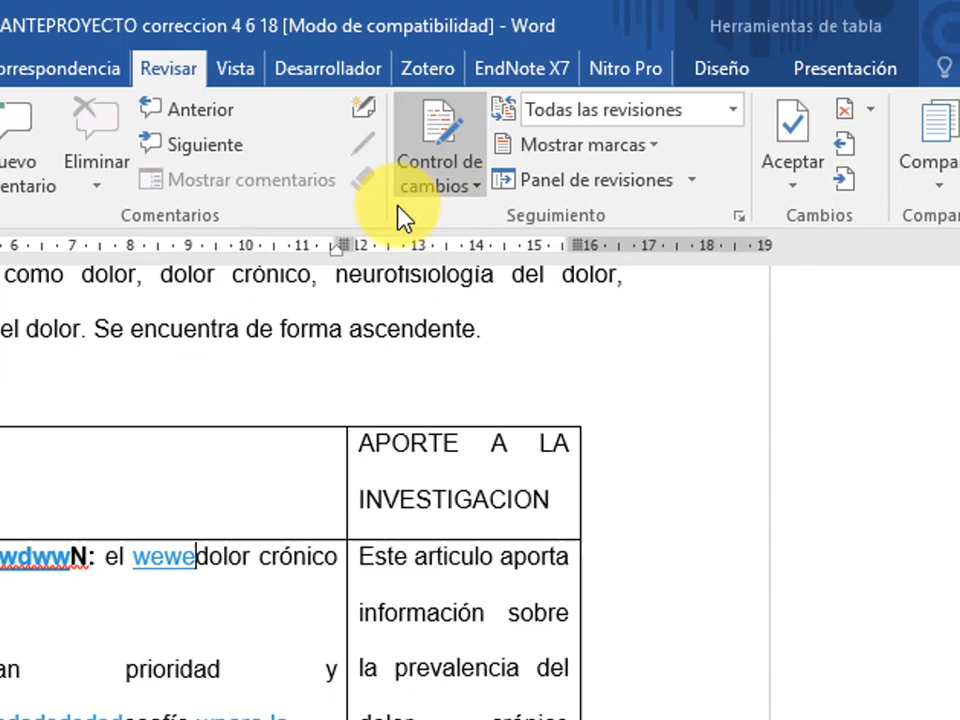 ANTEPROYECTO correccion 4 6 18 [Modo de compatibilidad] - Word
Herramientas de tabla
orrespondencia
Revisar
Vista
Desarrollador
Zotero
EndNote X7
Nitro Pro
Diseño
Presentación
uevo
entario
Eliminar
Anterior
Siguiente
Mostrar comentarios
Comentarios
Control de
cambios
Todas las revisiones
Mostrar marcas
Panel de revisiones
Seguimiento
Aceptar
Cambios
Compa
Compar
6 7 8 9 10 11 12 13 14 15 16 17 18 19
como dolor, dolor crónico, neurofisiología del dolor,
el dolor. Se encuentra de forma ascendente.
APORTE A LA
INVESTIGACION
wdwwN: el wewedolor crónico
an prioridad y
Este articulo aporta
información sobre
la prevalencia del
dolor crónico